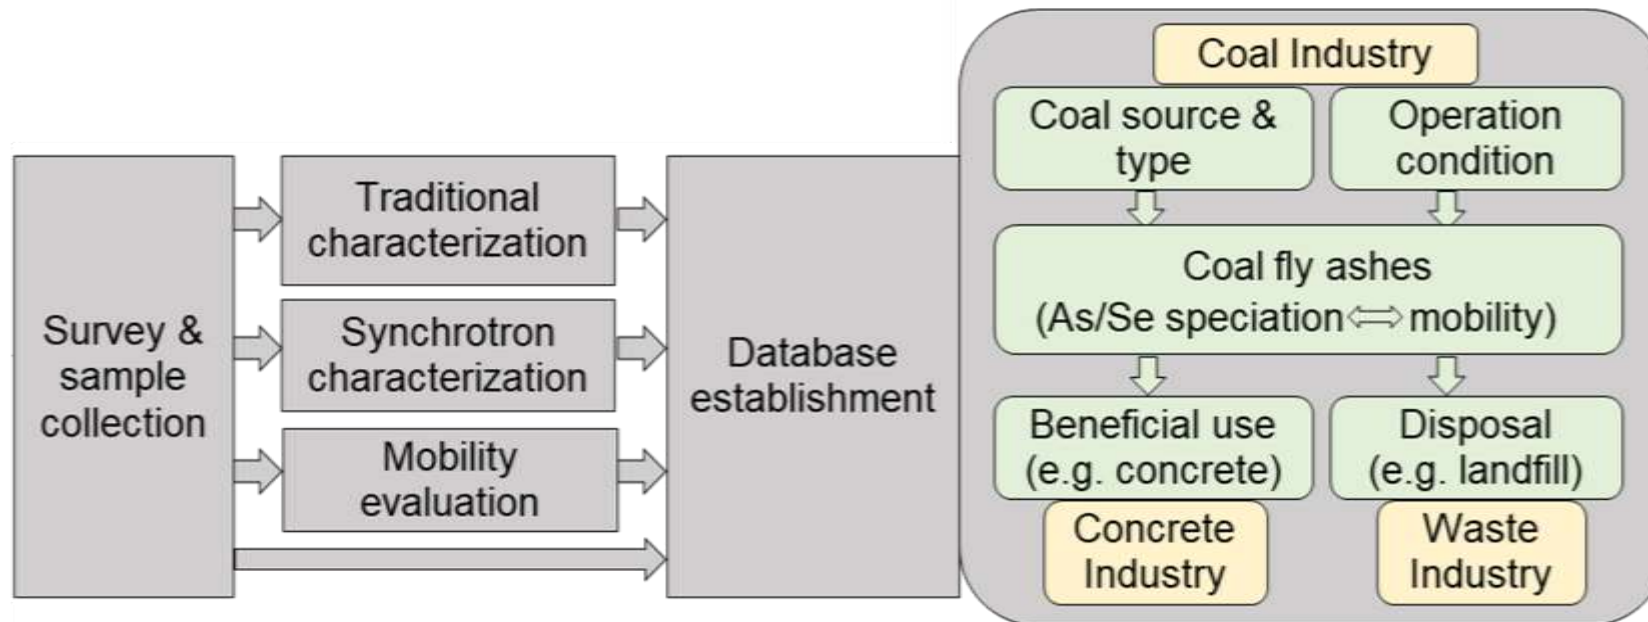 Survey &
sample
collection
Traditional
characterization
Synchrotron
characterization
Mobility
evaluation
Database
establishment
Coal Industry
Coal source &
type
Operation
condition
Coal fly ashes
(As/Se speciation⇔mobility)
Beneficial use
(e.g. concrete)
Disposal
(e.g. landfill)
Concrete
Industry
Waste
Industry